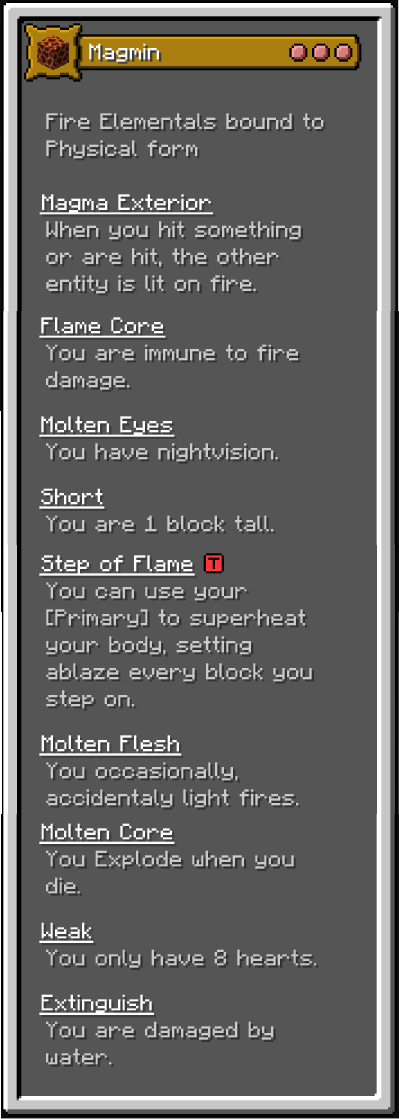 Magmin
Fire Elementals bound to
Physical form
Magma Exterior
When you hit something
or are hit, the other
entity is lit on fire.
Flame Core
You are immune to fire
damage.
Molten Eyes
You have nightvision.
Short
You are 1 block tall.
Step of Flame T
You can use your
[Primary] to superheat
your body, setting
ablaze every block you
step on.
Molten Flesh
You occasionally,
accidentaly light fires.
Molten Core
You Explode when you
die.
Weak
You only have 8 hearts.
Extinguish
You are damaged by
water.